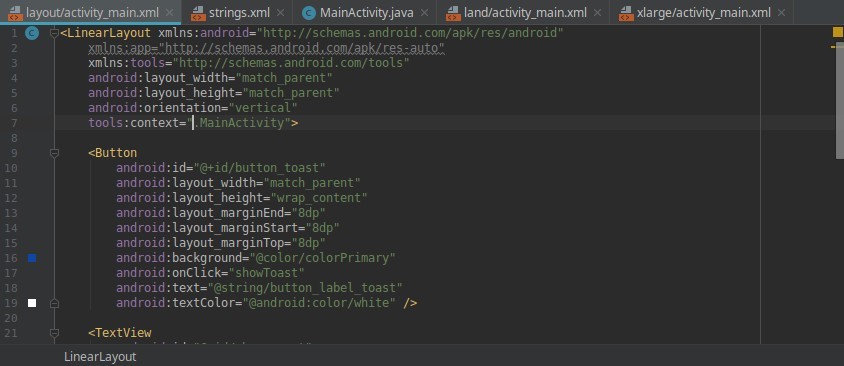 layout/activity_main.xml strings.xml MainActivity.java land/activity_main.xml xlarge/activity_main.xml
1 <LinearLayout xmlns:android="http://schemas.android.com/apk/res/android"
2 xmlns:app="http://schemas.android.com/apk/res-auto"
3 xmlns:tools="http://schemas.android.com/tools"
4 android:layout_width="match_parent"
5 android:layout_height="match_parent"
6 android:orientation="vertical"
7 tools:context=".MainActivity">
8
9 <Button
10 android:id="@+id/button_toast"
11 android:layout_width="match_parent"
12 android:layout_height="wrap_content"
13 android:layout_marginEnd="8dp"
14 android:layout_marginStart="8dp"
15 android:layout_marginTop="8dp"
16 android:background="@color/colorPrimary"
17 android:onClick="showToast"
18 android:text="@string/button_label_toast"
19 android:textColor="@android:color/white" />
20
21 <TextView
LinearLayout